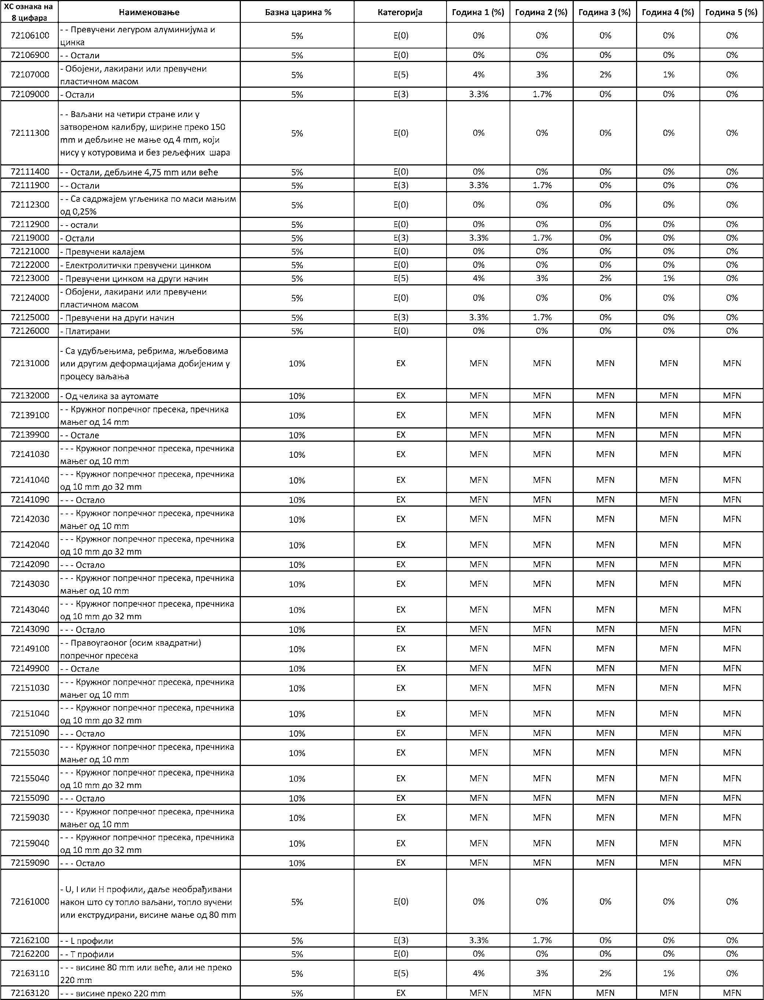 ХС ознака на 8 цифара | Наименовање | Базна царина % | Категорија | Година 1 (%) | Година 2 (%) | Година 3 (%) | Година 4 (%) | Година 5 (%)
72106100 | - - Превучени легуром алуминијума и цинка | 5% | E(0) | 0% | 0% | 0% | 0% | 0%
72106900 | - - Остали | 5% | E(0) | 0% | 0% | 0% | 0% | 0%
72107000 | - Обојени, лакирани или превучени пластичном масом | 5% | E(5) | 4% | 3% | 2% | 1% | 0%
72109000 | - Остали | 5% | E(3) | 3.3% | 1.7% | 0% | 0% | 0%
72111300 | - - Ваљани на четири стране или у затвореном калибру, ширине преко 150 mm и дебљине не мање од 4 mm, који нису у котуровима и без рељефних шара | 5% | E(0) | 0% | 0% | 0% | 0% | 0%
72111400 | - - Остали, дебљине 4,75 mm или веће | 5% | E(0) | 0% | 0% | 0% | 0% | 0%
72111900 | - - Остали | 5% | E(3) | 3.3% | 1.7% | 0% | 0% | 0%
72112300 | - - Са садржајем угљеника по маси мањим од 0,25% | 5% | E(0) | 0% | 0% | 0% | 0% | 0%
72112900 | - - остали | 5% | E(0) | 0% | 0% | 0% | 0% | 0%
72119000 | - Остали | 5% | E(3) | 3.3% | 1.7% | 0% | 0% | 0%
72121000 | - Превучени калајем | 5% | E(0) | 0% | 0% | 0% | 0% | 0%
72122000 | - Електролитички превучени цинком | 5% | E(0) | 0% | 0% | 0% | 0% | 0%
72123000 | - Превучени цинком на други начин | 5% | E(5) | 4% | 3% | 2% | 1% | 0%
72124000 | - Обојени, лакирани или превучени пластичном масом | 5% | E(0) | 0% | 0% | 0% | 0% | 0%
72125000 | - Превучени на други начин | 5% | E(3) | 3.3% | 1.7% | 0% | 0% | 0%
72126000 | - Платирани | 5% | E(0) | 0% | 0% | 0% | 0% | 0%
72131000 | - Са удубљењима, ребрима, жљебовима или другим деформацијама добијеним у процесу ваљања | 10% | EX | MFN | MFN | MFN | MFN | MFN
72132000 | - Од челика за аутомате | 10% | EX | MFN | MFN | MFN | MFN | MFN
72139100 | - - Кружног попречног пресека, пречника мањег од 14 mm | 10% | EX | MFN | MFN | MFN | MFN | MFN
72139900 | - - Остале | 10% | EX | MFN | MFN | MFN | MFN | MFN
72141030 | - - - Кружног попречног пресека, пречника мањег од 10 mm | 10% | EX | MFN | MFN | MFN | MFN | MFN
72141040 | - - - Кружног попречног пресека, пречника од 10 mm до 32 mm | 10% | EX | MFN | MFN | MFN | MFN | MFN
72141090 | - - - Остало | 10% | EX | MFN | MFN | MFN | MFN | MFN
72142030 | - - - Кружног попречног пресека, пречника мањег од 10 mm | 10% | EX | MFN | MFN | MFN | MFN | MFN
72142040 | - - - Кружног попречног пресека, пречника од 10 mm до 32 mm | 10% | EX | MFN | MFN | MFN | MFN | MFN
72142090 | - - - Остало | 10% | EX | MFN | MFN | MFN | MFN | MFN
72143030 | - - - Кружног попречног пресека, пречника мањег од 10 mm | 10% | EX | MFN | MFN | MFN | MFN | MFN
72143040 | - - - Кружног попречног пресека, пречника од 10 mm до 32 mm | 10% | EX | MFN | MFN | MFN | MFN | MFN
72143090 | - - - Остало | 10% | EX | MFN | MFN | MFN | MFN | MFN
72149100 | - - Правоугаоног (осим квадратни) попречног пресека | 10% | EX | MFN | MFN | MFN | MFN | MFN
72149900 | - - Остале | 10% | EX | MFN | MFN | MFN | MFN | MFN
72151030 | - - - Кружног попречног пресека, пречника мањег од 10 mm | 10% | EX | MFN | MFN | MFN | MFN | MFN
72151040 | - - - Кружног попречног пресека, пречника од 10 mm до 32 mm | 10% | EX | MFN | MFN | MFN | MFN | MFN
72151090 | - - - Остало | 10% | EX | MFN | MFN | MFN | MFN | MFN
72155030 | - - - Кружног попречног пресека, пречника мањег од 10 mm | 10% | EX | MFN | MFN | MFN | MFN | MFN
72155040 | - - - Кружног попречног пресека, пречника од 10 mm до 32 mm | 10% | EX | MFN | MFN | MFN | MFN | MFN
72155090 | - - - Остало | 10% | EX | MFN | MFN | MFN | MFN | MFN
72159030 | - - - Кружног попречног пресека, пречника мањег од 10 mm | 10% | EX | MFN | MFN | MFN | MFN | MFN
72159040 | - - - Кружног попречног пресека, пречника од 10 mm до 32 mm | 10% | EX | MFN | MFN | MFN | MFN | MFN
72159090 | - - - Остало | 10% | EX | MFN | MFN | MFN | MFN | MFN
72161000 | - U, I или H профили, даље необрађивани након што су топло ваљани, топло вучени или екструдирани, висине мање од 80 mm | 5% | E(0) | 0% | 0% | 0% | 0% | 0%
72162100 | - - L профили | 5% | E(3) | 3.3% | 1.7% | 0% | 0% | 0%
72162200 | - - T профили | 5% | E(0) | 0% | 0% | 0% | 0% | 0%
72163110 | - - - висине 80 mm или веће, али не преко 220 mm | 5% | E(5) | 4% | 3% | 2% | 1% | 0%
72163120 | - - - висине преко 220 mm | 5% | EX | MFN | MFN | MFN | MFN | MFN